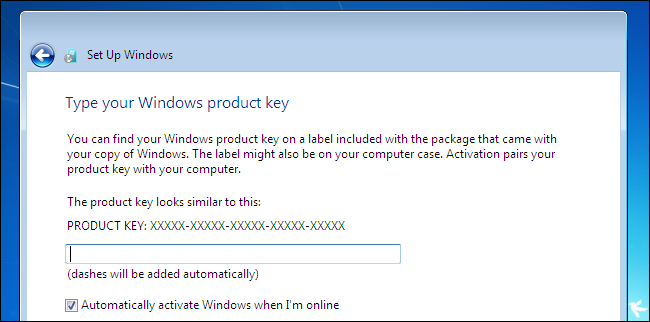 Set Up Windows
Type your Windows product key
You can find your Windows product key on a label included with the package that came with
your copy of Windows. The label might also be on your computer case. Activation pairs your
product key with your computer.
The product key looks similar to this:
PRODUCT KEY: XXXXX-XXXXX-XXXXX-XXXXX-XXXXX
(dashes will be added automatically)
Automatically activate Windows when I'm online